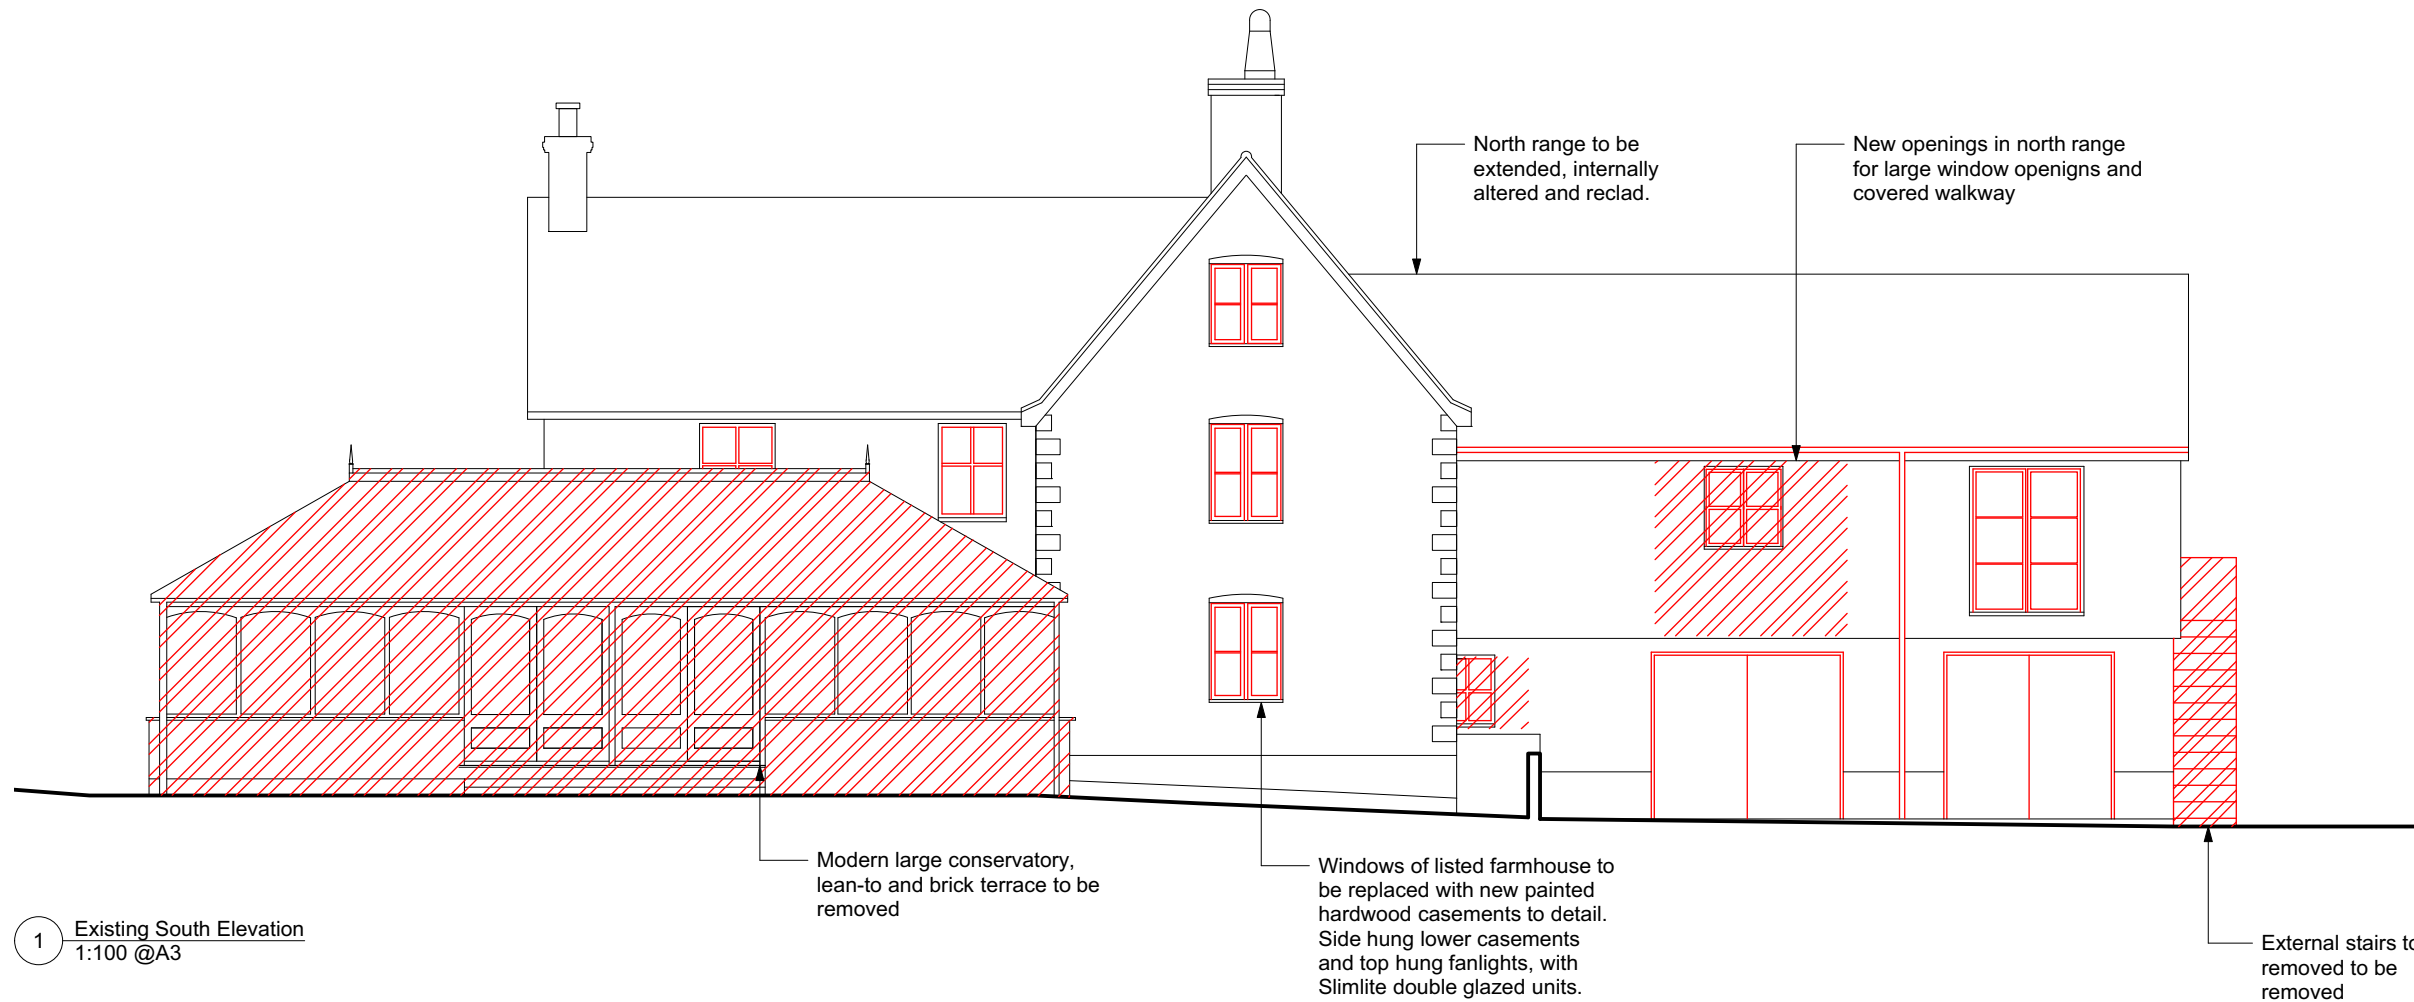 North range to be
extended, internally
altered and reclad.
New openings in north range
for large window openigns and
covered walkway
Modern large conservatory,
lean-to and brick terrace to be
removed
Windows of listed farmhouse to
be replaced with new painted
hardwood casements to detail.
Side hung lower casements
and top hung fanlights, with
Slimlite double glazed units.
External stairs to
removed to be
removed
1
Existing South Elevation
1:100 @A3